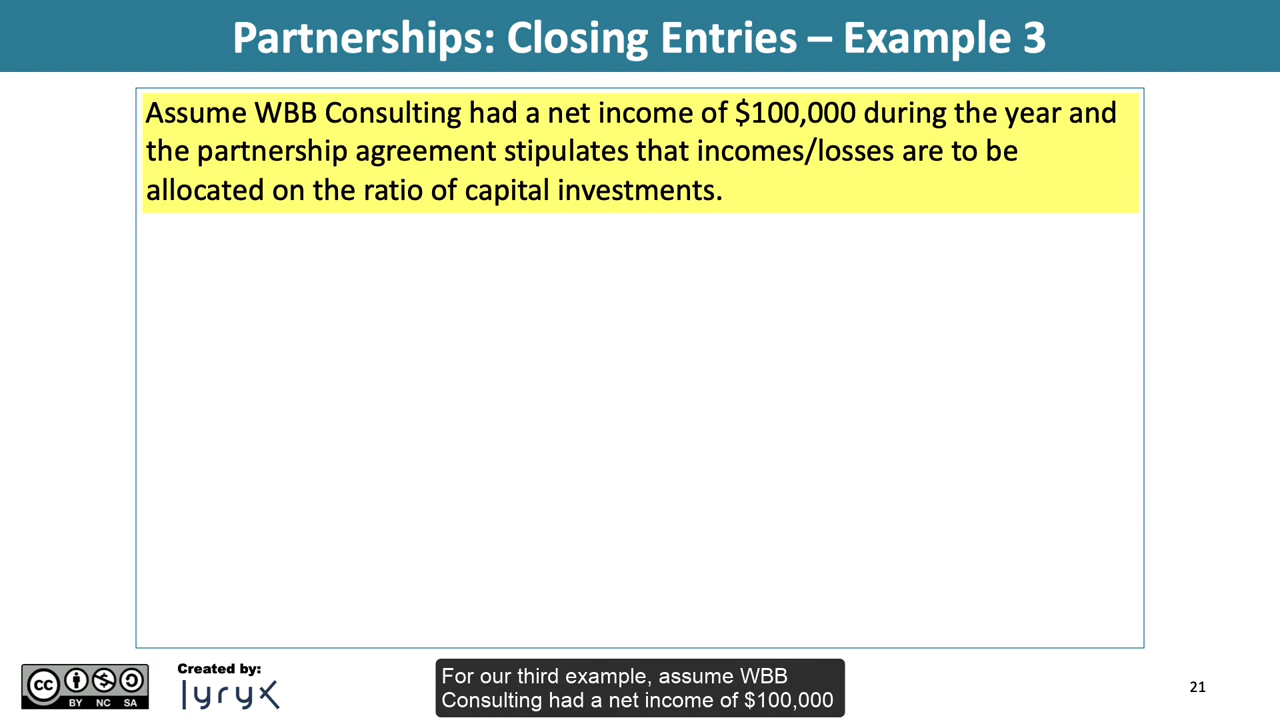 Partnerships: Closing Entries – Example 3
Assume WBB Consulting had a net income of $100,000 during the year and
the partnership agreement stipulates that incomes/losses are to be
allocated on the ratio of capital investments.
cc
BY NC SA
Created by:
lyryx
For our third example, assume WBB
Consulting had a net income of $100,000
21